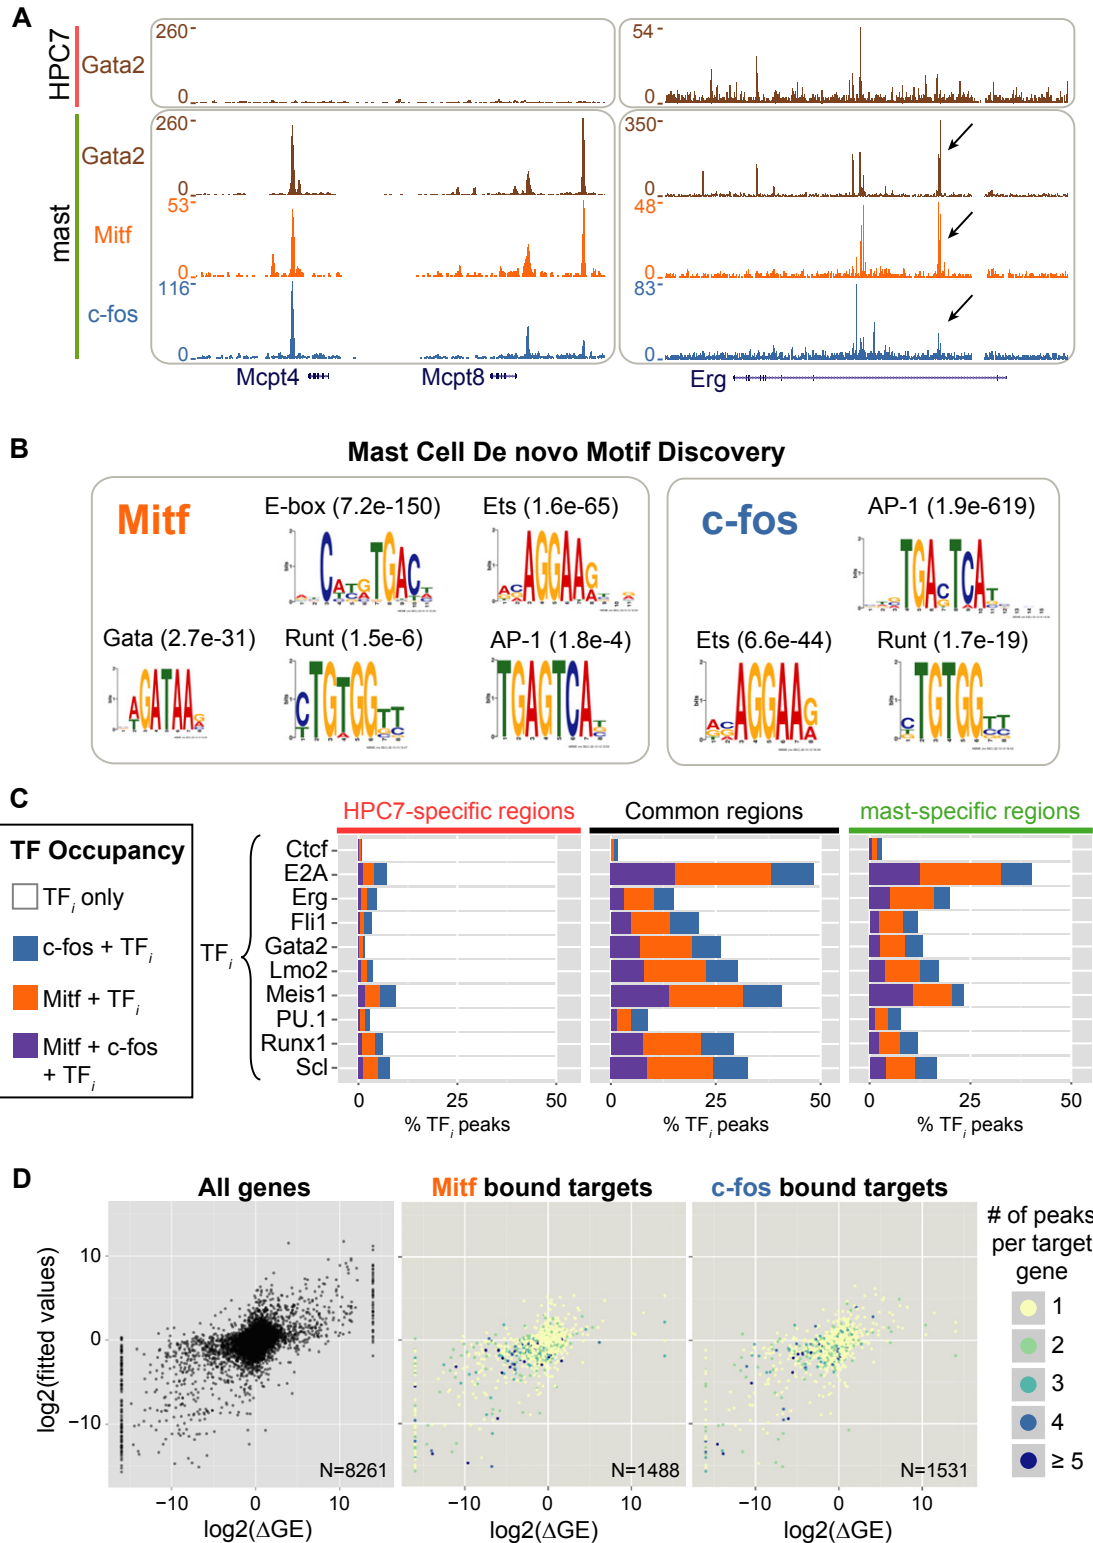 A
HPC7
Gata2
260
0
54
0
mast
Gata2
260
0
350
0
Mitf
53
0
48
0
c-fos
116
0
83
0
Mcpt4
Mcpt8
Erg
B
Mast Cell De novo Motif Discovery
Mitf
E-box (7.2e-150)
Ets (1.6e-65)
Gata (2.7e-31)
Runt (1.5e-6)
AP-1 (1.8e-4)
c-fos
AP-1 (1.9e-619)
Ets (6.6e-44)
Runt (1.7e-19)
C
TF Occupancy
TFi only
c-fos + TFi
Mitf + TFi
Mitf + c-fos
+ TFi
TFi
HPC7-specific regions
Common regions
mast-specific regions
Ctcf
E2A
Erg
Fli1
Gata2
Lmo2
Meis1
PU.1
Runx1
Scl
0 25 50
0 25 50
0 25 50
% TFi peaks
% TFi peaks
% TFi peaks
D
All genes
Mitf bound targets
c-fos bound targets
log2(fitted values)
10
0
−10
N=8261
N=1488
N=1531
−10 0 10
−10 0 10
−10 0 10
log2(ΔGE)
log2(ΔGE)
log2(ΔGE)
# of peaks
per target
gene
1
2
3
4
≥ 5